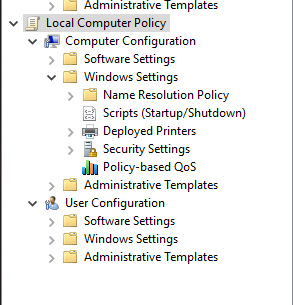 Administrative Templates
Local Computer Policy
Computer Configuration
Software Settings
Windows Settings
Name Resolution Policy
Scripts (Startup/Shutdown)
Deployed Printers
Security Settings
Policy-based QoS
Administrative Templates
User Configuration
Software Settings
Windows Settings
Administrative Templates